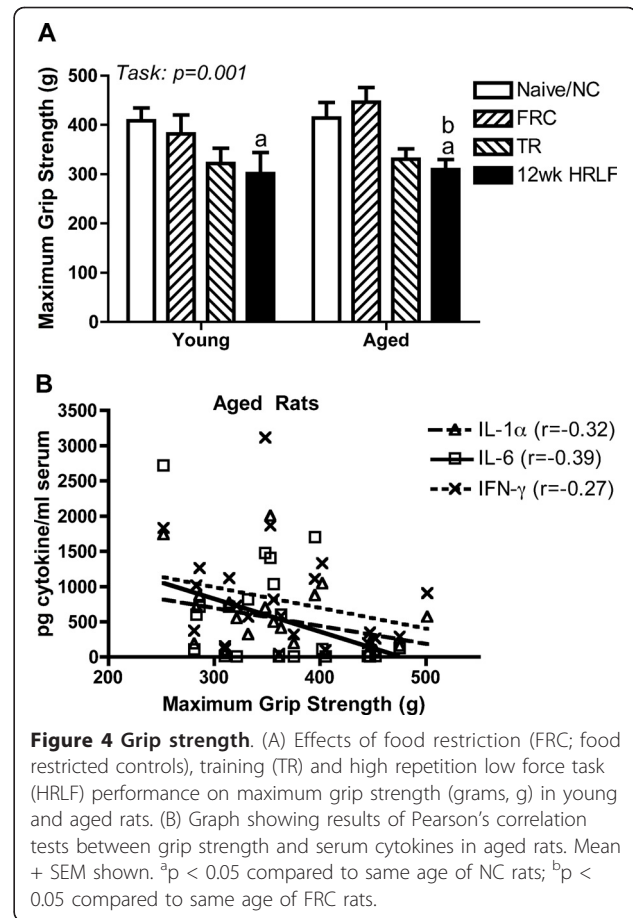 A
Task: p=0.001
Naive/NC
FRC
TR
12wk HRLF
Maximum Grip Strength (g)
500
400
300
200
100
0
a
b
a
Young
Aged
B
Aged Rats
IL-1α (r=-0.32)
IL-6 (r=-0.39)
IFN-γ (r=-0.27)
pg cytokine/ml serum
3500
3000
2500
2000
1500
1000
500
0
200
300
400
500
Maximum Grip Strength (g)
Figure 4 Grip strength. (A) Effects of food restriction (FRC; food
restricted controls), training (TR) and high repetition low force task
(HRLF) performance on maximum grip strength (grams, g) in young
and aged rats. (B) Graph showing results of Pearson's correlation
tests between grip strength and serum cytokines in aged rats. Mean
+ SEM shown. ᵃp < 0.05 compared to same age of NC rats; ᵇp <
0.05 compared to same age of FRC rats.